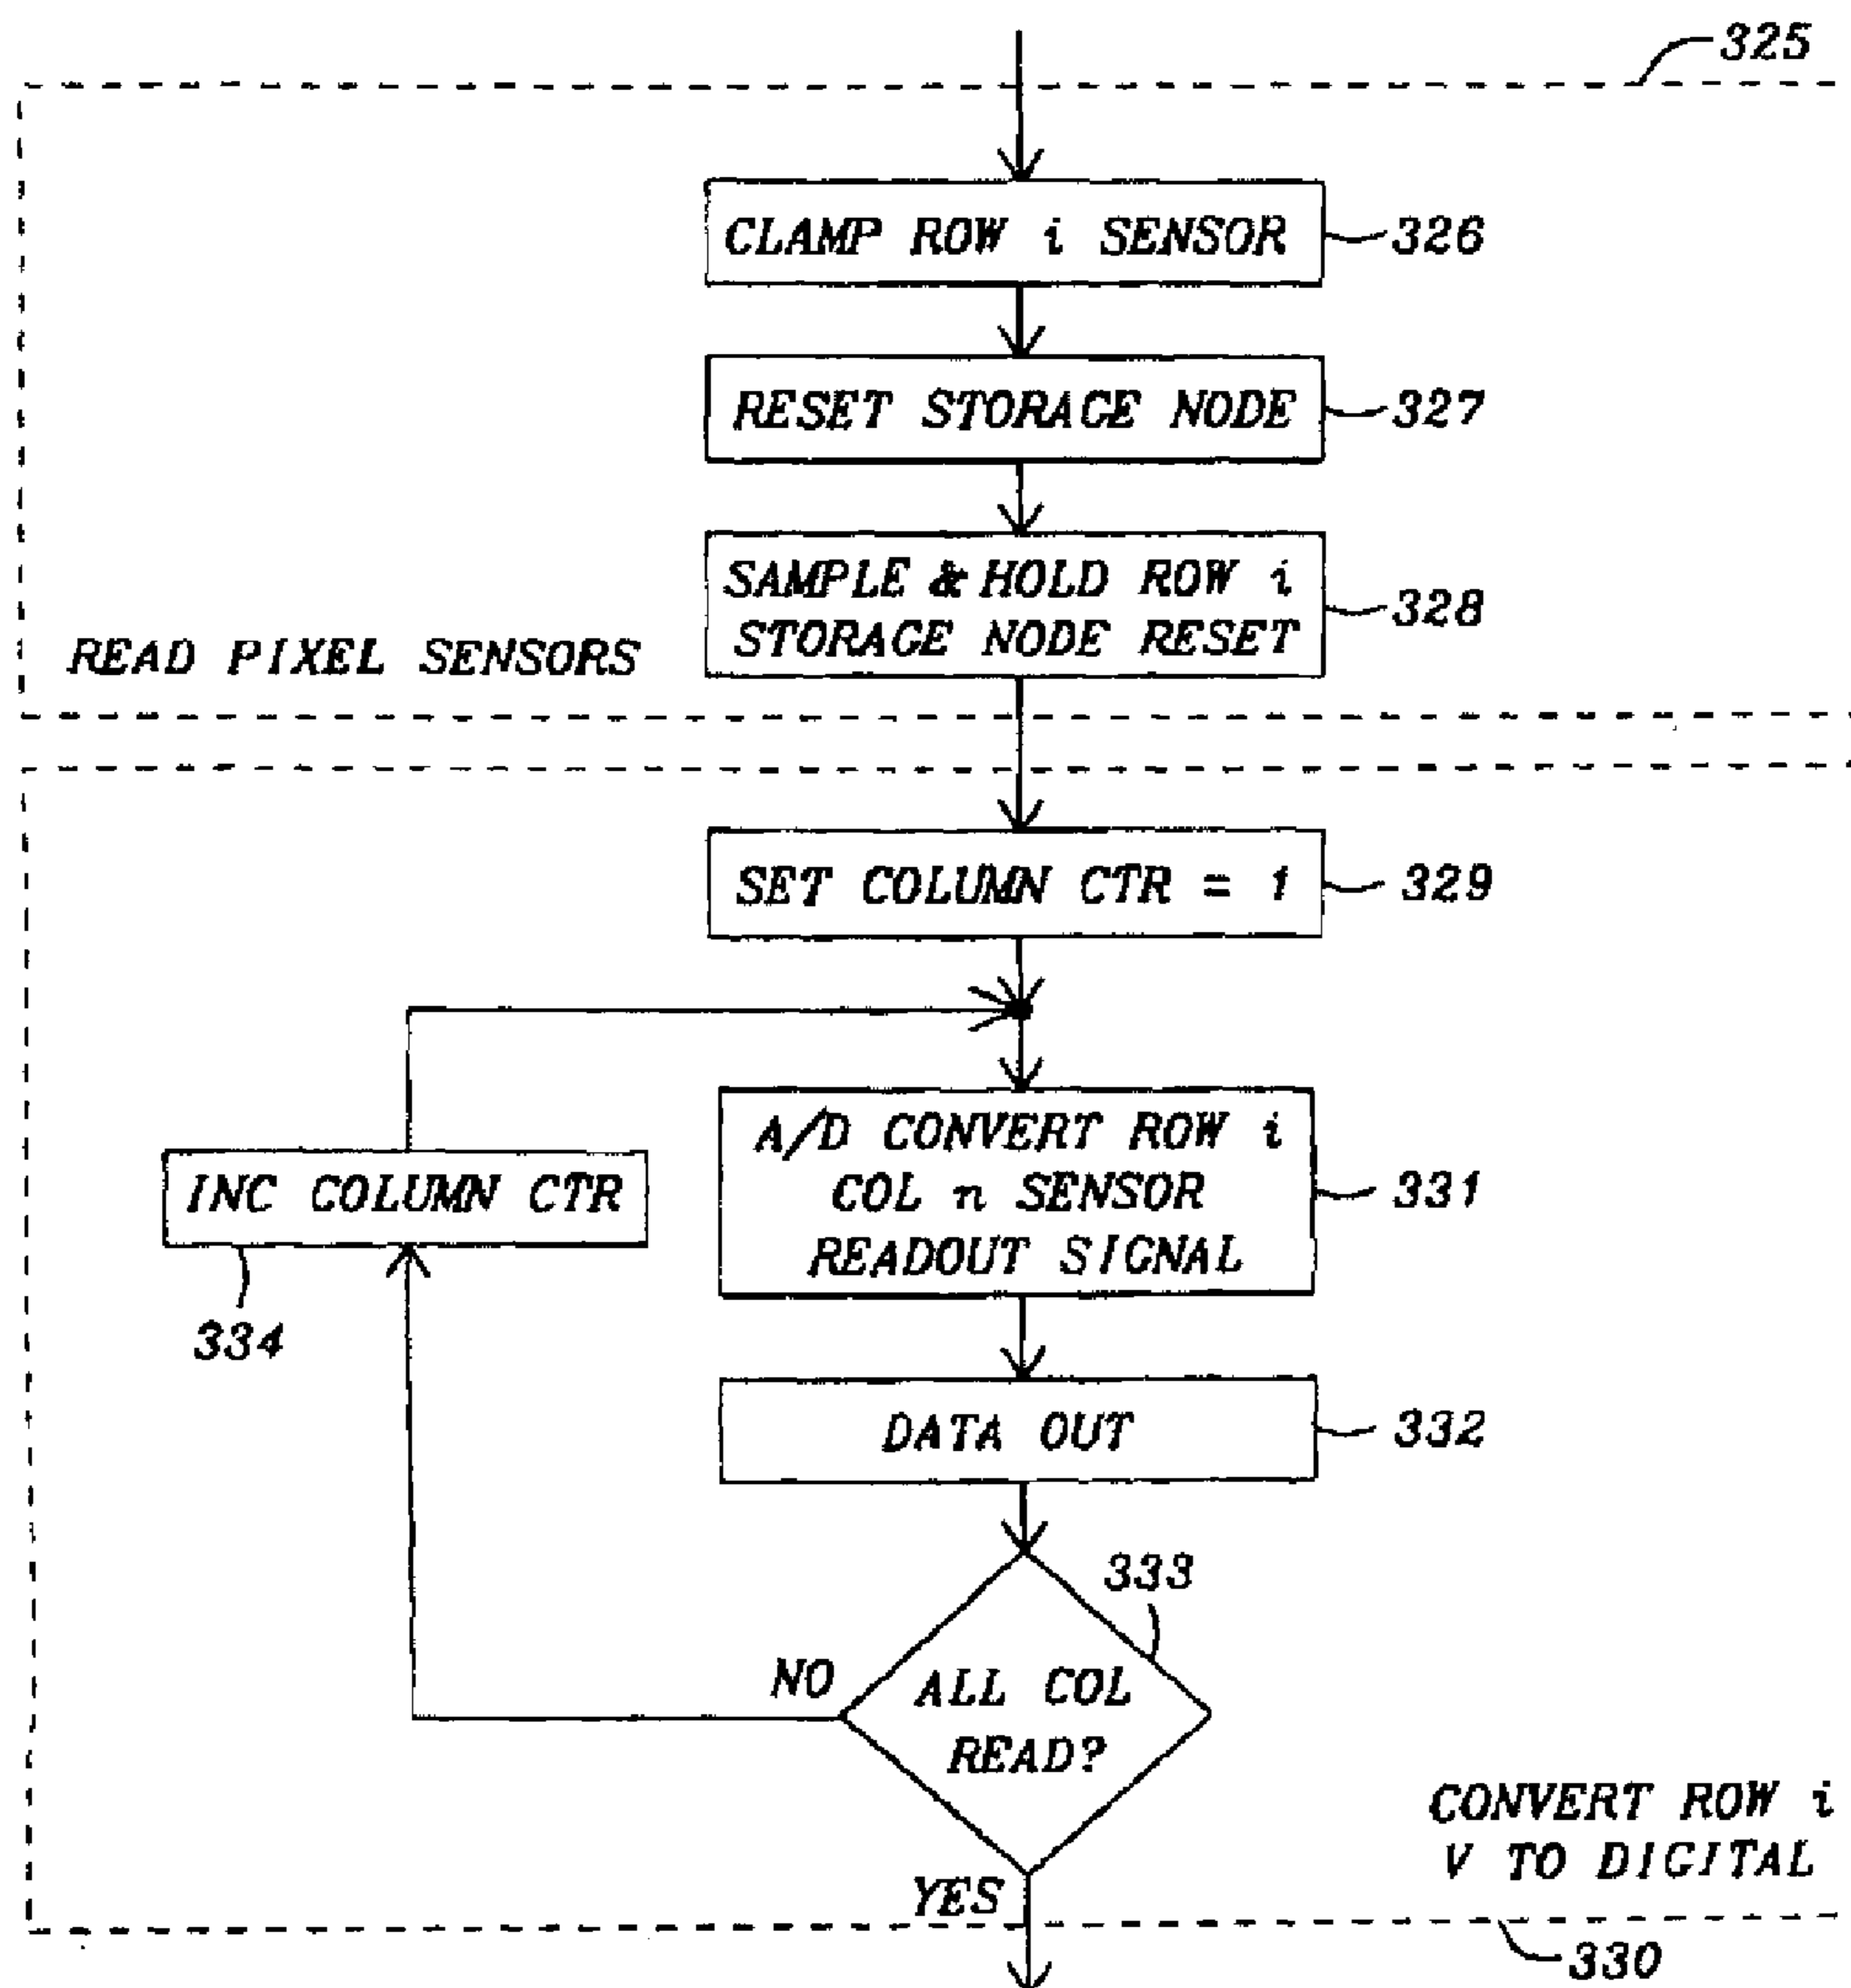 325
CLAMP ROW i SENSOR
326
RESET STORAGE NODE
327
SAMPLE & HOLD ROW i
STORAGE NODE RESET
328
READ PIXEL SENSORS
SET COLUMN CTR = 1
329
A/D CONVERT ROW i
COL n SENSOR
READOUT SIGNAL
331
INC COLUMN CTR
334
DATA OUT
332
333
NO
ALL COL
READ?
YES
CONVERT ROW i
V TO DIGITAL
330